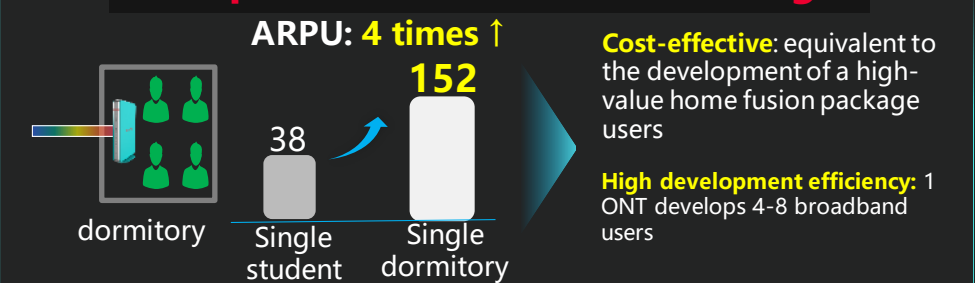 ARPU: 4 times ↑
152
38
dormitory
Single
student
Single
dormitory
Cost-effective: equivalent to
the development of a high-
value home fusion package
users
High development efficiency: 1
ONT develops 4-8 broadband
users